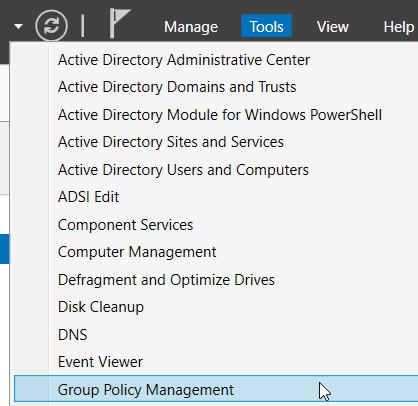 Manage Tools View Help
Active Directory Administrative Center
Active Directory Domains and Trusts
Active Directory Module for Windows PowerShell
Active Directory Sites and Services
Active Directory Users and Computers
ADSI Edit
Component Services
Computer Management
Defragment and Optimize Drives
Disk Cleanup
DNS
Event Viewer
Group Policy Management